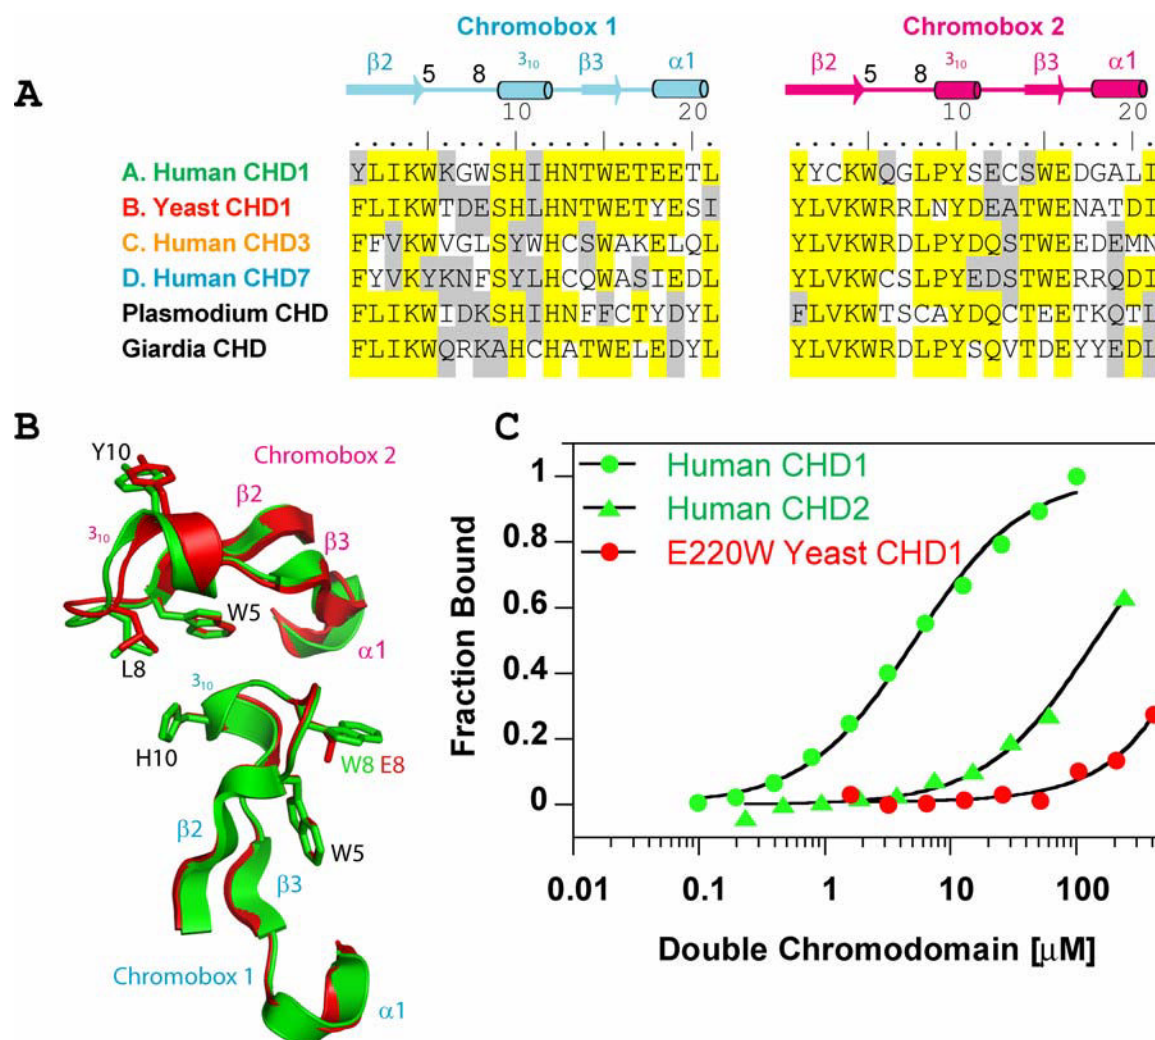 Chromobox 1 Chromobox 2
A
β2 5 8 3₁₀ β3 α1 β2 5 8 3₁₀ β3 α1
10 20 10 20
A. Human CHD1 YLIKWKGWSHIHNTWETEETL YYCKWQGLPYSECSWEDGALI
B. Yeast CHD1 FLIKWTDESHLHNTWETYESI YLVKWRRLNYDEATWENATDI
C. Human CHD3 FFVKWVGLSYWHCSWAKELQL YLVKWRDLPYDQSTWEEDEMN
D. Human CHD7 FYVKYKNFSYLHCQWASIEDL YLVKWCSLPYEDSTWERRQDI
Plasmodium CHD FLIKWIDKSHIHNFFCTYDYL FLVKWTSCAYDQCTEETKQTL
Giardia CHD FLIKWQRKAHCHATWELEDYL YLVKWRDLPYSQVTDEYYEDL
B
Y10
Chromobox 2
β2
3₁₀
β3
W5
α1
L8
3₁₀
H10
W8 E8
β2
W5
β3
Chromobox 1
α1
C
Human CHD1
Human CHD2
E220W Yeast CHD1
Fraction Bound
1
0.8
0.6
0.4
0.2
0
0.01 0.1 1 10 100
Double Chromodomain [μM]